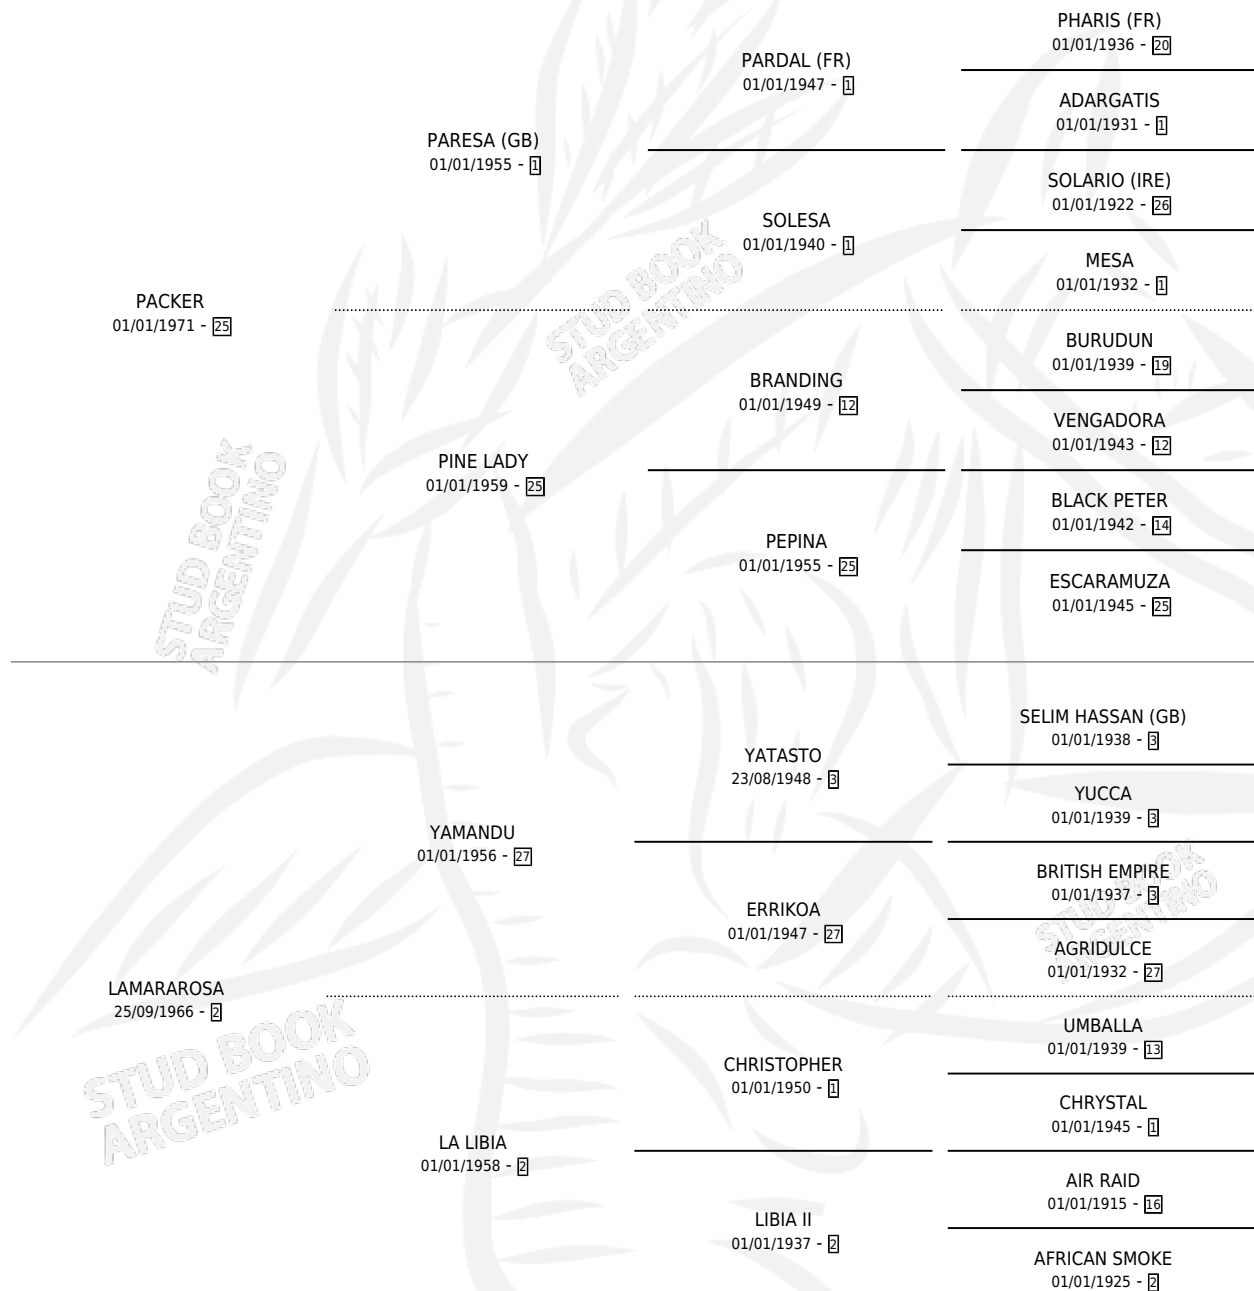 PACKER
01/01/1971 - 25
PARESA (GB)
01/01/1955 - 1
PARDAL (FR)
01/01/1947 - 1
PHARIS (FR)
01/01/1936 - 20
ADARGATIS
01/01/1931 - 1
SOLESA
01/01/1940 - 1
SOLARIO (IRE)
01/01/1922 - 26
MESA
01/01/1932 - 1
PINE LADY
01/01/1959 - 25
BRANDING
01/01/1949 - 12
BURUDUN
01/01/1939 - 19
VENGADORA
01/01/1943 - 12
PEPINA
01/01/1955 - 25
BLACK PETER
01/01/1942 - 14
ESCARAMUZA
01/01/1945 - 25
LAMARAROSA
25/09/1966 - 2
YAMANDU
01/01/1956 - 27
YATASTO
23/08/1948 - 3
SELIM HASSAN (GB)
01/01/1938 - 3
YUCCA
01/01/1939 - 3
ERRIKOA
01/01/1947 - 27
BRITISH EMPIRE
01/01/1937 - 3
AGRIDULCE
01/01/1932 - 27
LA LIBIA
01/01/1958 - 2
CHRISTOPHER
01/01/1950 - 1
UMBALLA
01/01/1939 - 13
CHRYSTAL
01/01/1945 - 1
LIBIA II
01/01/1937 - 2
AIR RAID
01/01/1915 - 16
AFRICAN SMOKE
01/01/1925 - 2
STUD BOOK
ARGENTINO
STUD BOOK
ARGENTINO
STUD BOOK
ARGENTINO
STUD BOOK
ARGENTINO